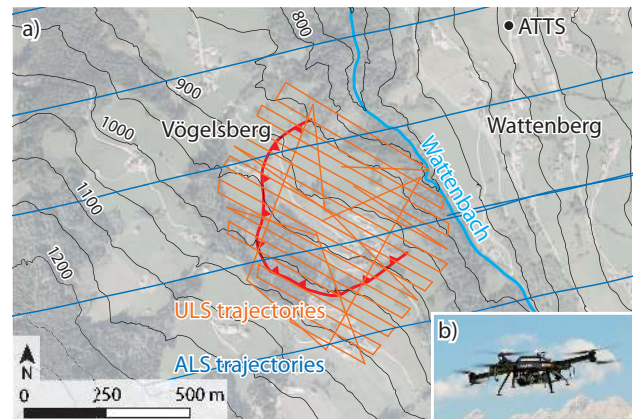 a)
800
ATTS
900
Vögelsberg
Wattenberg
1000
Wattenbach
1100
1200
ULS trajectories
ALS trajectories
b)
N
0 250 500 m